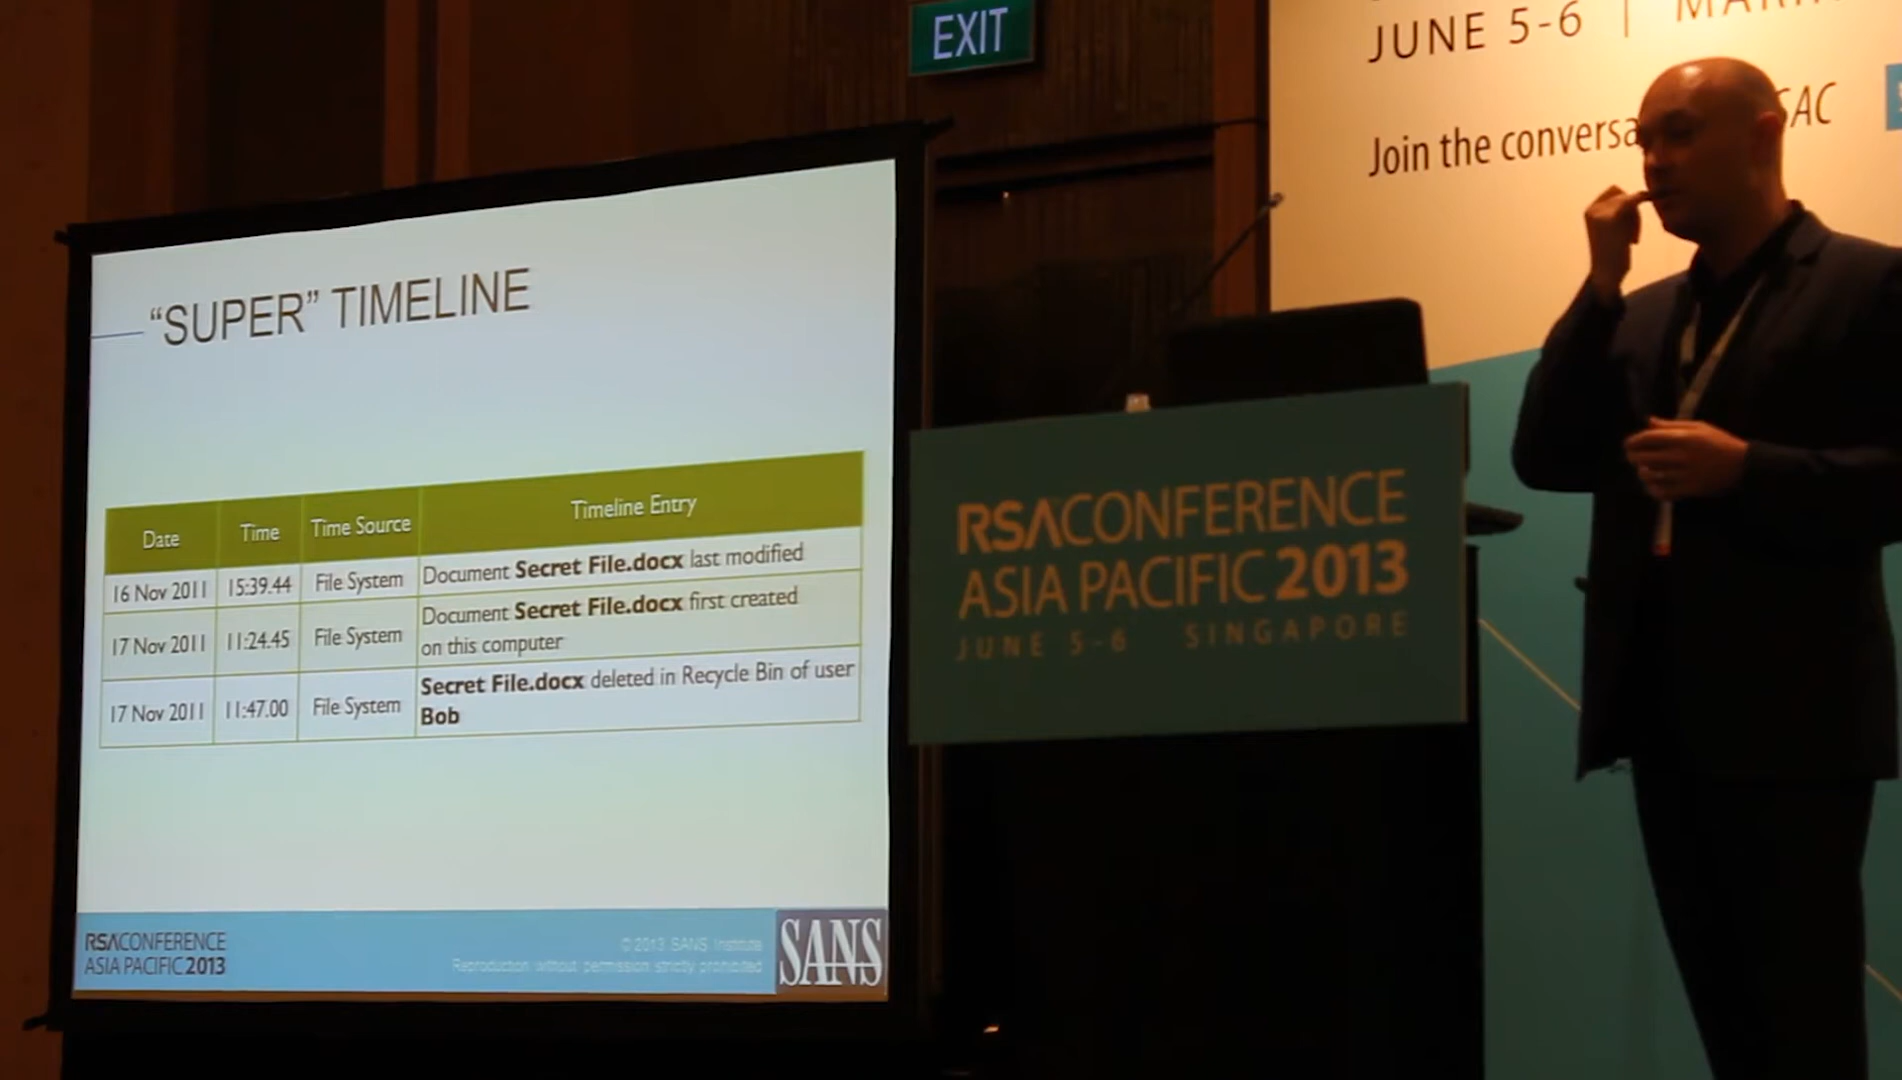 EXIT
JUNE 5-6 |
Join the conversa
SAC
“SUPER” TIMELINE
Date Time Time Source Timeline Entry
16 Nov 2011 15:39.44 File System Document Secret File.docx last modified
17 Nov 2011 11:24.45 File System Document Secret File.docx first created
on this computer
17 Nov 2011 11:47.00 File System Secret File.docx deleted in Recycle Bin of user
Bob
RSACONFERENCE
ASIA PACIFIC 2013
© 2013 SANS Institute
Reproduction without permission strictly prohibited
SANS
RSACONFERENCE
ASIA PACIFIC 2013
JUNE 5-6 SINGAPORE